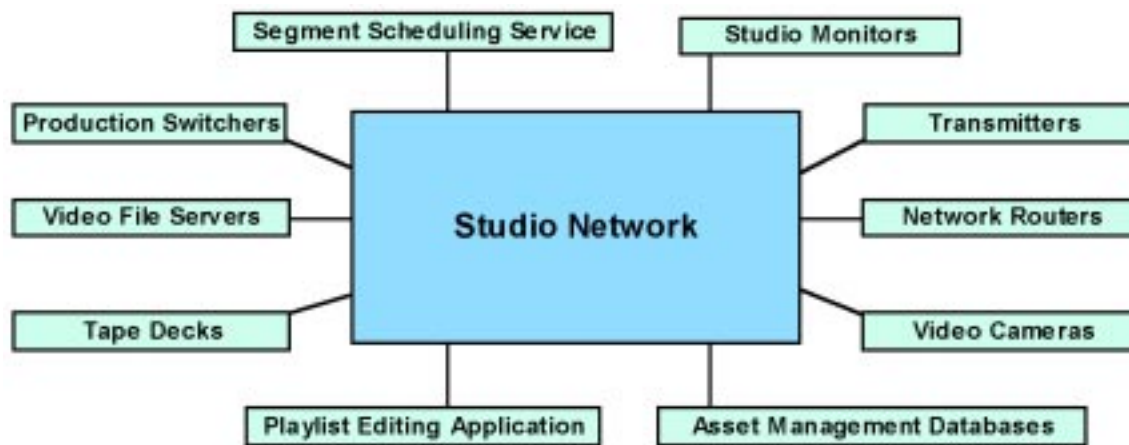 Segment Scheduling Service
Studio Monitors
Production Switchers
Transmitters
Video File Servers
Studio Network
Network Routers
Tape Decks
Video Cameras
Playlist Editing Application
Asset Management Databases